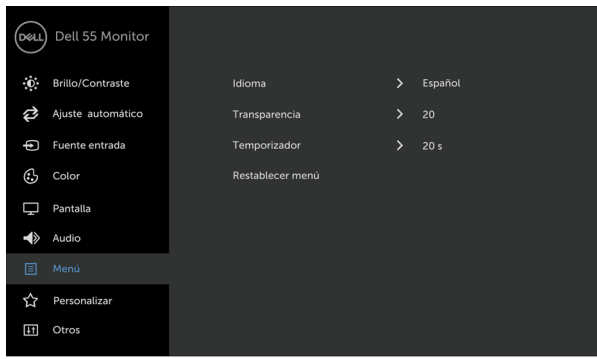 DELL Dell 55 Monitor
Brillo/Contraste
Ajuste automático
Fuente entrada
Color
Pantalla
Audio
Menú
Personalizar
Otros
Idioma > Español
Transparencia > 20
Temporizador > 20 s
Restablecer menú